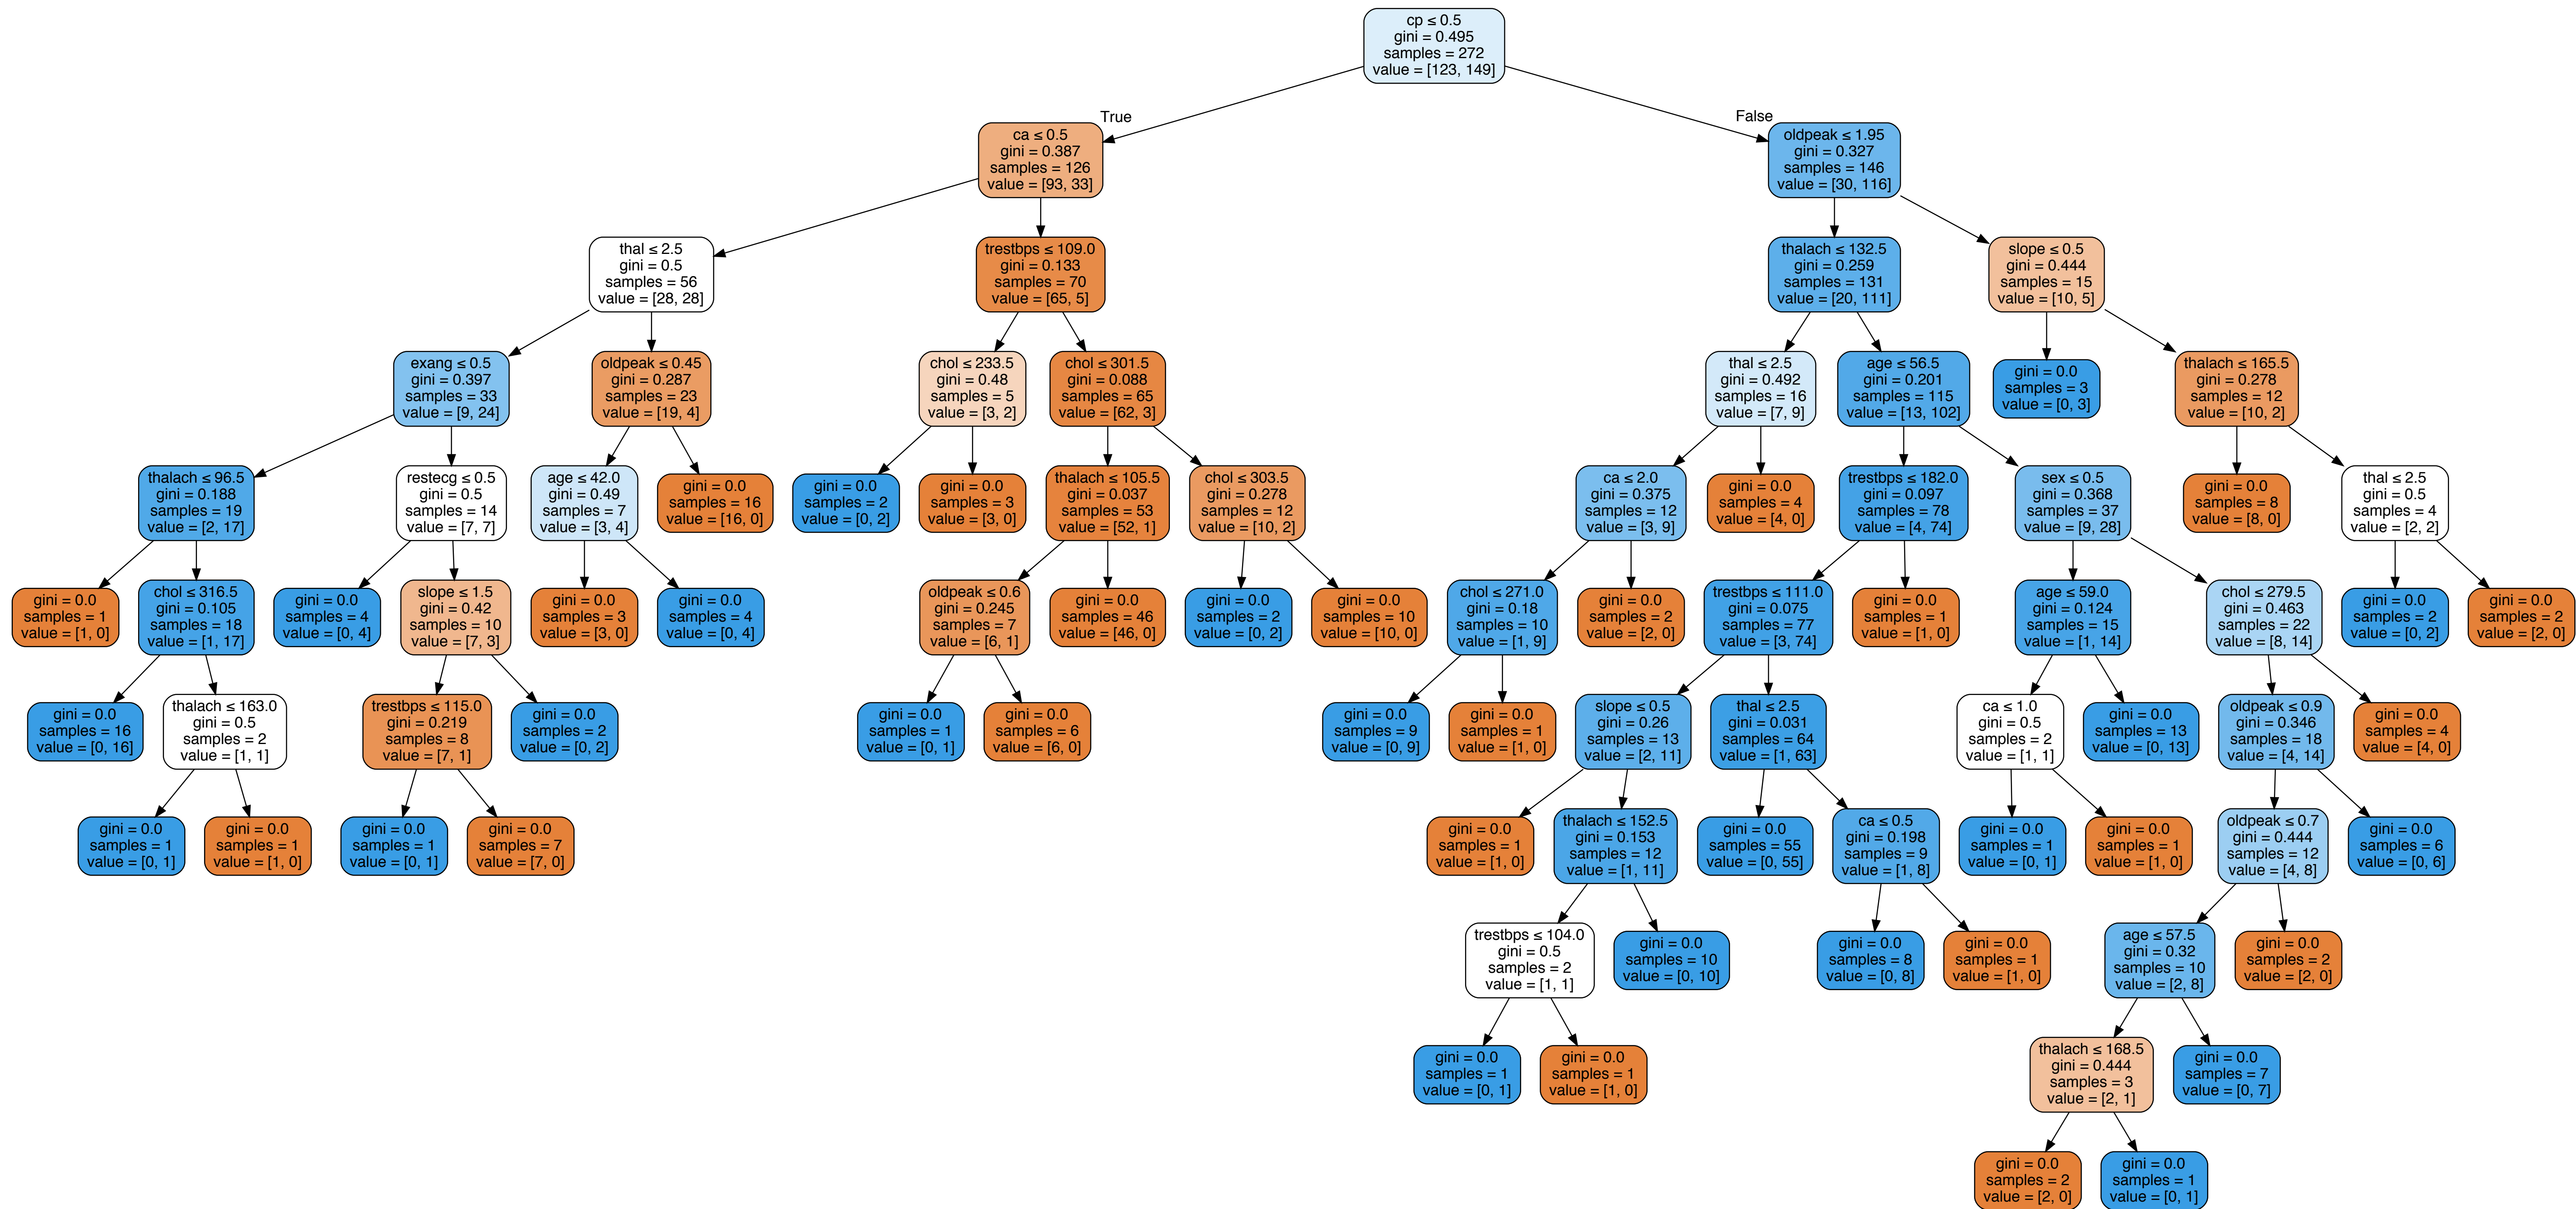 cp ≤ 0.5
gini = 0.495
samples = 272
value = [123, 149]
True
False
ca ≤ 0.5
gini = 0.387
samples = 126
value = [93, 33]
oldpeak ≤ 1.95
gini = 0.327
samples = 146
value = [30, 116]
thal ≤ 2.5
gini = 0.5
samples = 56
value = [28, 28]
trestbps ≤ 109.0
gini = 0.133
samples = 70
value = [65, 5]
thalach ≤ 132.5
gini = 0.259
samples = 131
value = [20, 111]
slope ≤ 0.5
gini = 0.444
samples = 15
value = [10, 5]
exang ≤ 0.5
gini = 0.397
samples = 33
value = [9, 24]
oldpeak ≤ 0.45
gini = 0.287
samples = 23
value = [19, 4]
chol ≤ 233.5
gini = 0.48
samples = 5
value = [3, 2]
chol ≤ 301.5
gini = 0.088
samples = 65
value = [62, 3]
thal ≤ 2.5
gini = 0.492
samples = 16
value = [7, 9]
age ≤ 56.5
gini = 0.201
samples = 115
value = [13, 102]
gini = 0.0
samples = 3
value = [0, 3]
thalach ≤ 165.5
gini = 0.278
samples = 12
value = [10, 2]
thalach ≤ 96.5
gini = 0.188
samples = 19
value = [2, 17]
restecg ≤ 0.5
gini = 0.5
samples = 14
value = [7, 7]
age ≤ 42.0
gini = 0.49
samples = 7
value = [3, 4]
gini = 0.0
samples = 16
value = [16, 0]
gini = 0.0
samples = 2
value = [0, 2]
gini = 0.0
samples = 3
value = [3, 0]
thalach ≤ 105.5
gini = 0.037
samples = 53
value = [52, 1]
chol ≤ 303.5
gini = 0.278
samples = 12
value = [10, 2]
ca ≤ 2.0
gini = 0.375
samples = 12
value = [3, 9]
gini = 0.0
samples = 4
value = [4, 0]
trestbps ≤ 182.0
gini = 0.097
samples = 78
value = [4, 74]
sex ≤ 0.5
gini = 0.368
samples = 37
value = [9, 28]
gini = 0.0
samples = 8
value = [8, 0]
thal ≤ 2.5
gini = 0.5
samples = 4
value = [2, 2]
gini = 0.0
samples = 1
value = [1, 0]
chol ≤ 316.5
gini = 0.105
samples = 18
value = [1, 17]
gini = 0.0
samples = 4
value = [0, 4]
slope ≤ 1.5
gini = 0.42
samples = 10
value = [7, 3]
gini = 0.0
samples = 3
value = [3, 0]
gini = 0.0
samples = 4
value = [0, 4]
oldpeak ≤ 0.6
gini = 0.245
samples = 7
value = [6, 1]
gini = 0.0
samples = 46
value = [46, 0]
gini = 0.0
samples = 2
value = [0, 2]
gini = 0.0
samples = 10
value = [10, 0]
chol ≤ 271.0
gini = 0.18
samples = 10
value = [1, 9]
gini = 0.0
samples = 2
value = [2, 0]
trestbps ≤ 111.0
gini = 0.075
samples = 77
value = [3, 74]
gini = 0.0
samples = 1
value = [1, 0]
age ≤ 59.0
gini = 0.124
samples = 15
value = [1, 14]
chol ≤ 279.5
gini = 0.463
samples = 22
value = [8, 14]
gini = 0.0
samples = 2
value = [0, 2]
gini = 0.0
samples = 2
value = [2, 0]
gini = 0.0
samples = 16
value = [0, 16]
thalach ≤ 163.0
gini = 0.5
samples = 2
value = [1, 1]
trestbps ≤ 115.0
gini = 0.219
samples = 8
value = [7, 1]
gini = 0.0
samples = 2
value = [0, 2]
gini = 0.0
samples = 1
value = [0, 1]
gini = 0.0
samples = 6
value = [6, 0]
gini = 0.0
samples = 9
value = [0, 9]
gini = 0.0
samples = 1
value = [1, 0]
slope ≤ 0.5
gini = 0.26
samples = 13
value = [2, 11]
thal ≤ 2.5
gini = 0.031
samples = 64
value = [1, 63]
ca ≤ 1.0
gini = 0.5
samples = 2
value = [1, 1]
gini = 0.0
samples = 13
value = [0, 13]
oldpeak ≤ 0.9
gini = 0.346
samples = 18
value = [4, 14]
gini = 0.0
samples = 4
value = [4, 0]
gini = 0.0
samples = 1
value = [0, 1]
gini = 0.0
samples = 1
value = [1, 0]
gini = 0.0
samples = 1
value = [0, 1]
gini = 0.0
samples = 7
value = [7, 0]
gini = 0.0
samples = 1
value = [1, 0]
thalach ≤ 152.5
gini = 0.153
samples = 12
value = [1, 11]
gini = 0.0
samples = 55
value = [0, 55]
ca ≤ 0.5
gini = 0.198
samples = 9
value = [1, 8]
gini = 0.0
samples = 1
value = [0, 1]
gini = 0.0
samples = 1
value = [1, 0]
oldpeak ≤ 0.7
gini = 0.444
samples = 12
value = [4, 8]
gini = 0.0
samples = 6
value = [0, 6]
trestbps ≤ 104.0
gini = 0.5
samples = 2
value = [1, 1]
gini = 0.0
samples = 10
value = [0, 10]
gini = 0.0
samples = 8
value = [0, 8]
gini = 0.0
samples = 1
value = [1, 0]
age ≤ 57.5
gini = 0.32
samples = 10
value = [2, 8]
gini = 0.0
samples = 2
value = [2, 0]
gini = 0.0
samples = 1
value = [0, 1]
gini = 0.0
samples = 1
value = [1, 0]
thalach ≤ 168.5
gini = 0.444
samples = 3
value = [2, 1]
gini = 0.0
samples = 7
value = [0, 7]
gini = 0.0
samples = 2
value = [2, 0]
gini = 0.0
samples = 1
value = [0, 1]